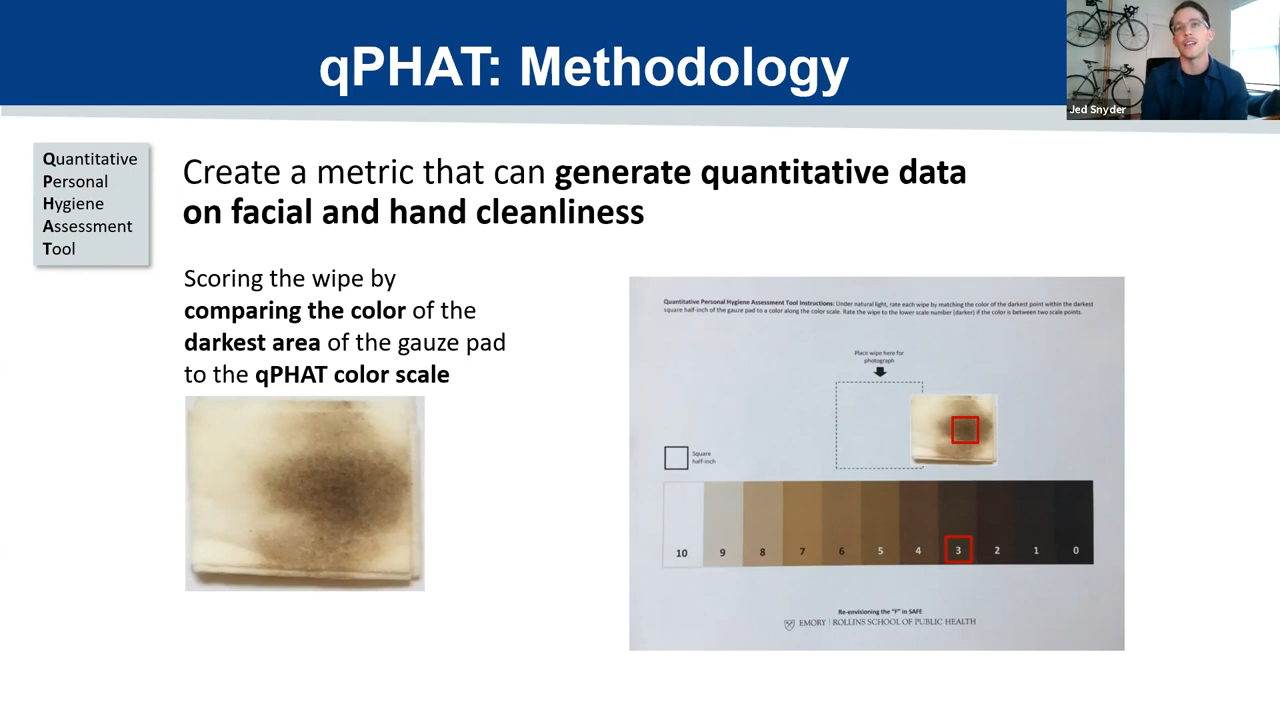 qPHAT: Methodology
Jed Snyder
Quantitative
Personal
Hygiene
Assessment
Tool
Create a metric that can generate quantitative data
on facial and hand cleanliness
Scoring the wipe by
comparing the color of the
darkest area of the gauze pad
to the qPHAT color scale
Quantitative Personal Hygiene Assessment Tool Instructions: Under natural light, rate each wipe by matching the color of the darkest point within the darkest
square half-inch of the gauze pad to a color along the color scale. Rate the wipe to the lower scale number (darker) if the color is between two scale points.
Place wipe here for
photograph
Square
half-inch
10 9 8 7 6 5 4 3 2 1 0
Re-envisioning the "F" in SAFE
EMORY | ROLLINS SCHOOL OF PUBLIC HEALTH